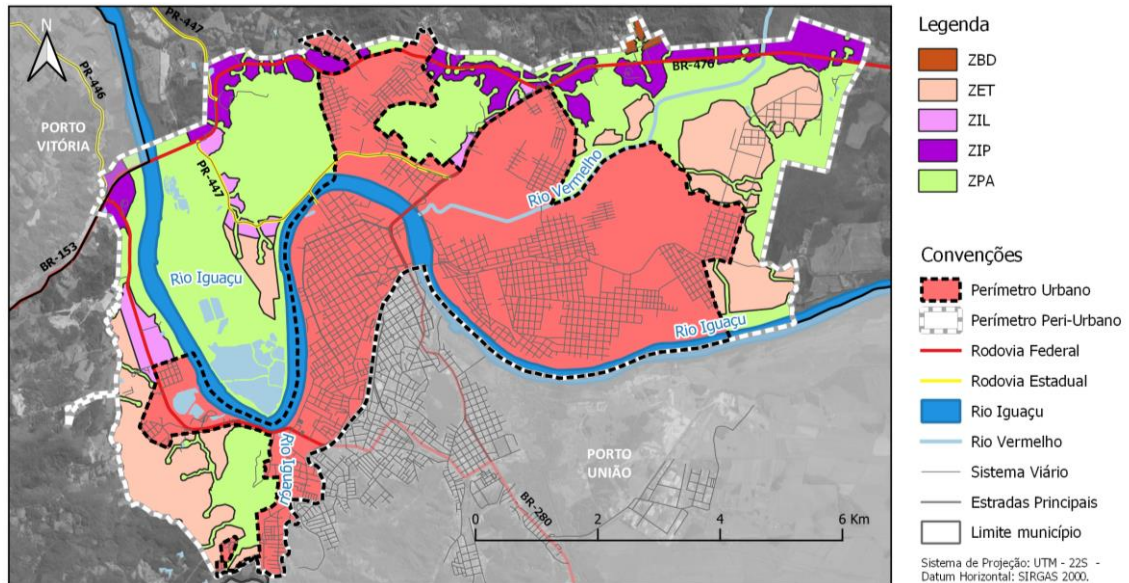 N
PR-447
PR-446
BR-476
PORTO
VITÓRIA
PR-447
Rio Vermelho
BR-153
Rio Iguaçu
Rio Iguaçu
Rio Iguaçu
PORTO
UNIÃO
BR-280
0 2 4 6 Km
Legenda
ZBD
ZET
ZIL
ZIP
ZPA
Convenções
Perímetro Urbano
Perímetro Peri-Urbano
Rodovia Federal
Rodovia Estadual
Rio Iguaçu
Rio Vermelho
Sistema Viário
Estradas Principais
Limite município
Sistema de Projeção: UTM - 22S -
Datum Horizontal: SIRGAS 2000.